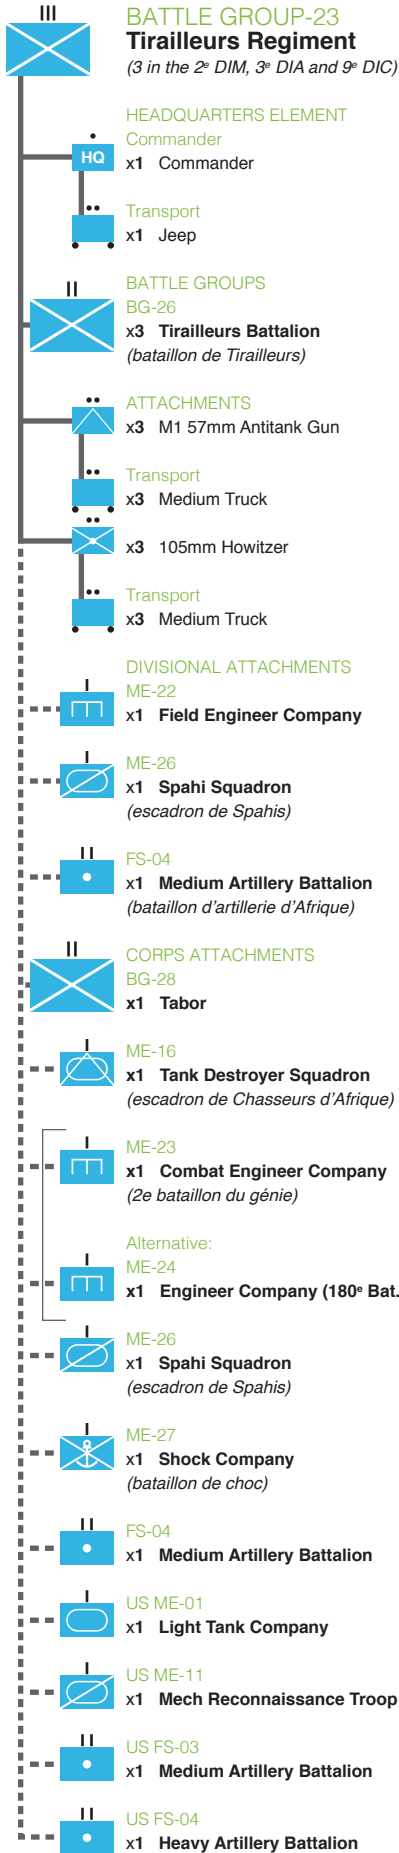 BATTLE GROUP-23
Tirailleurs Regiment
(3 in the 2e DIM, 3e DIA and 9e DIC)
HEADQUARTERS ELEMENT
Commander
HQ
x1 Commander
Transport
x1 Jeep
BATTLE GROUPS
BG-26
x3 Tirailleurs Battalion
(bataillon de Tirailleurs)
ATTACHMENTS
x3 M1 57mm Antitank Gun
Transport
x3 Medium Truck
x3 105mm Howitzer
Transport
x3 Medium Truck
DIVISIONAL ATTACHMENTS
ME-22
x1 Field Engineer Company
ME-26
x1 Spahi Squadron
(escadron de Spahis)
FS-04
x1 Medium Artillery Battalion
(bataillon d'artillerie d'Afrique)
CORPS ATTACHMENTS
BG-28
x1 Tabor
ME-16
x1 Tank Destroyer Squadron
(escadron de Chasseurs d'Afrique)
ME-23
x1 Combat Engineer Company
(2e bataillon du génie)
Alternative:
ME-24
x1 Engineer Company (180e Bat.
ME-26
x1 Spahi Squadron
(escadron de Spahis)
ME-27
x1 Shock Company
(bataillon de choc)
FS-04
x1 Medium Artillery Battalion
US ME-01
x1 Light Tank Company
US ME-11
x1 Mech Reconnaissance Troop
US FS-03
x1 Medium Artillery Battalion
US FS-04
x1 Heavy Artillery Battalion